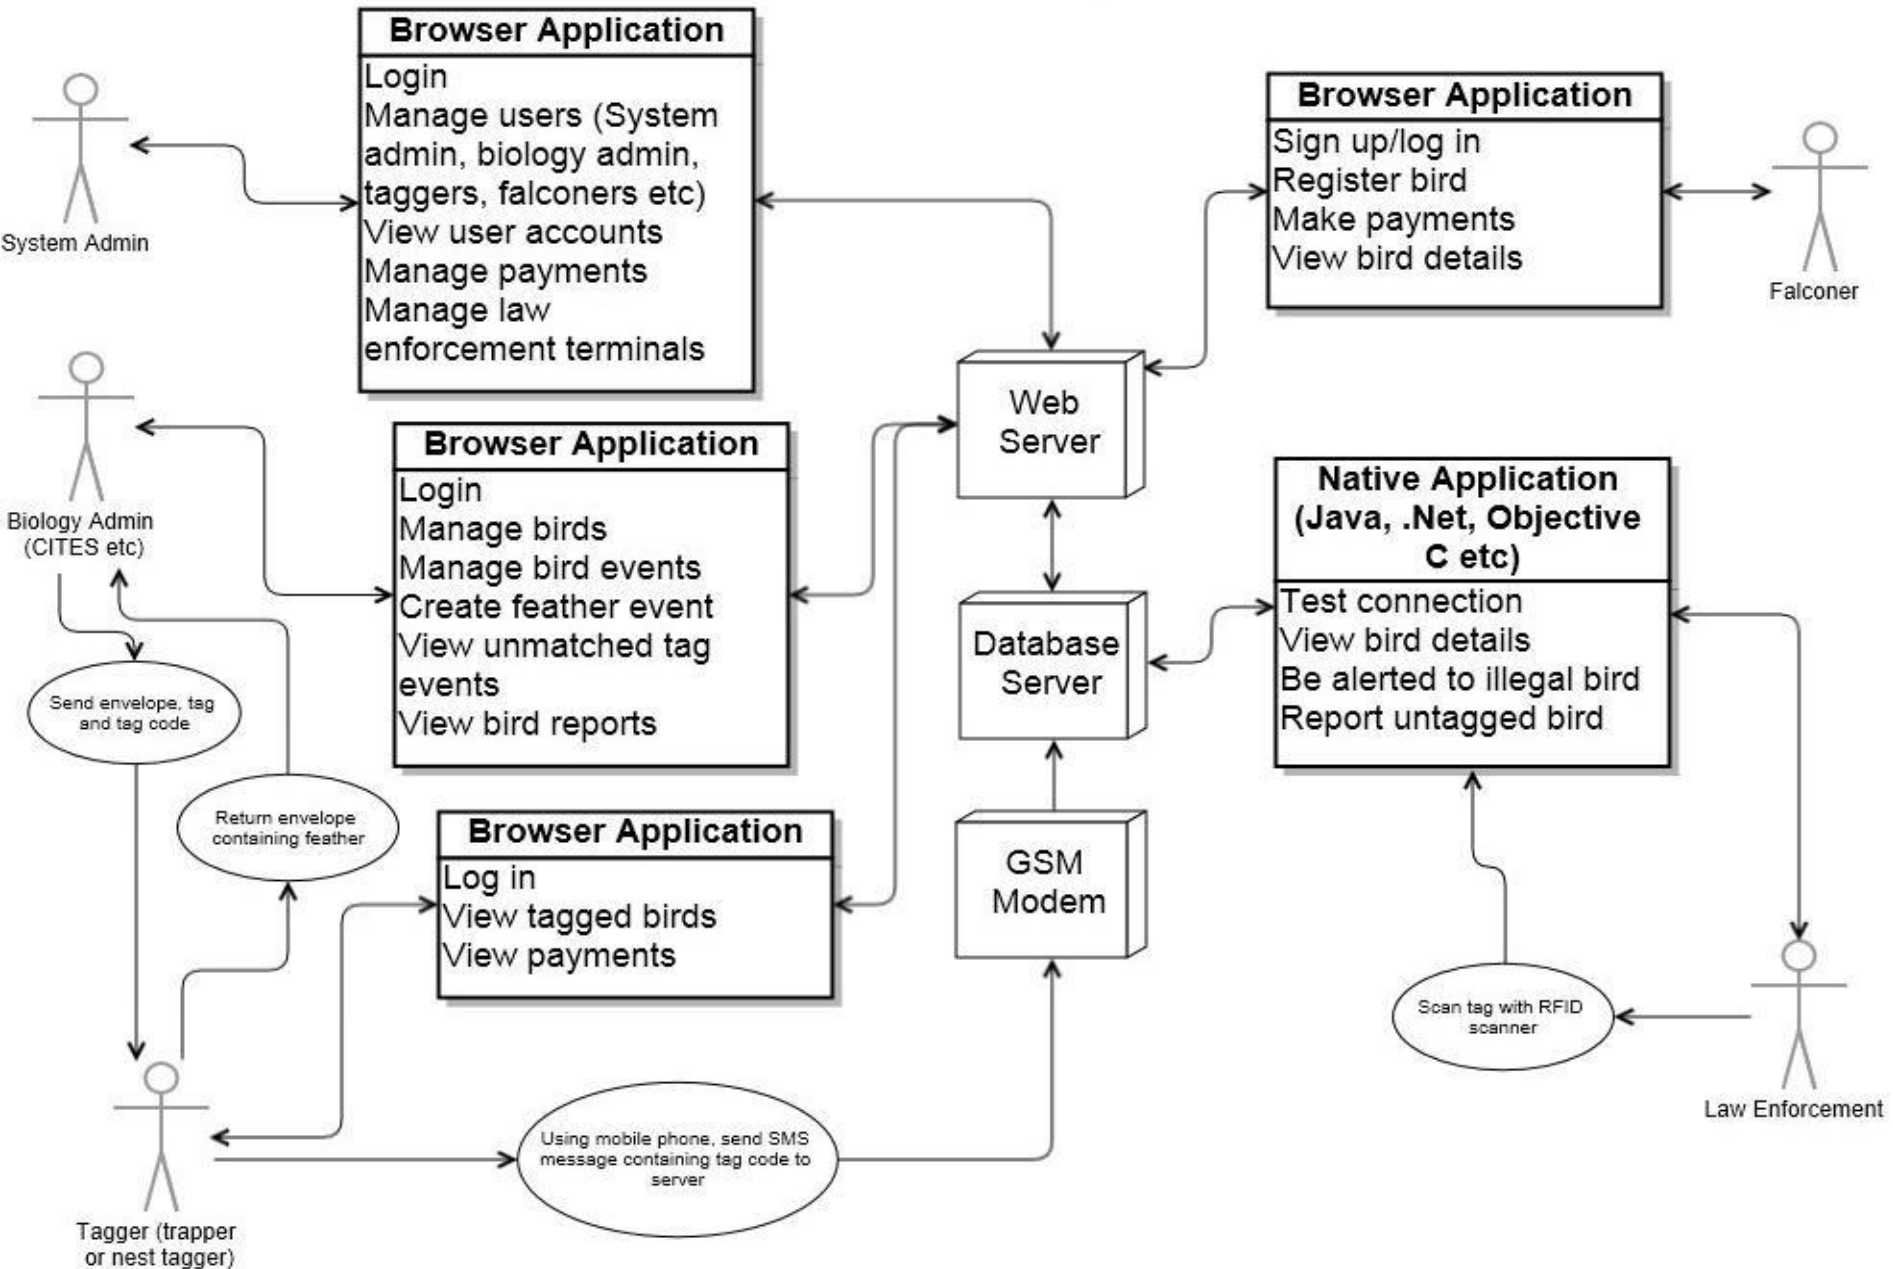 Browser Application
Login
Manage users (System
admin, biology admin,
taggers, falconers etc)
View user accounts
Manage payments
Manage law
enforcement terminals
System Admin
Browser Application
Sign up/log in
Register bird
Make payments
View bird details
Falconer
Web
Server
Biology Admin
(CITES etc)
Browser Application
Login
Manage birds
Manage bird events
Create feather event
View unmatched tag
events
View bird reports
Native Application
(Java, .Net, Objective
C etc)
Test connection
View bird details
Be alerted to illegal bird
Report untagged bird
Database
Server
Send envelope, tag
and tag code
Return envelope
containing feather
Browser Application
Log in
View tagged birds
View payments
GSM
Modem
Scan tag with RFID
scanner
Law Enforcement
Using mobile phone, send SMS
message containing tag code to
server
Tagger (trapper
or nest tagger)